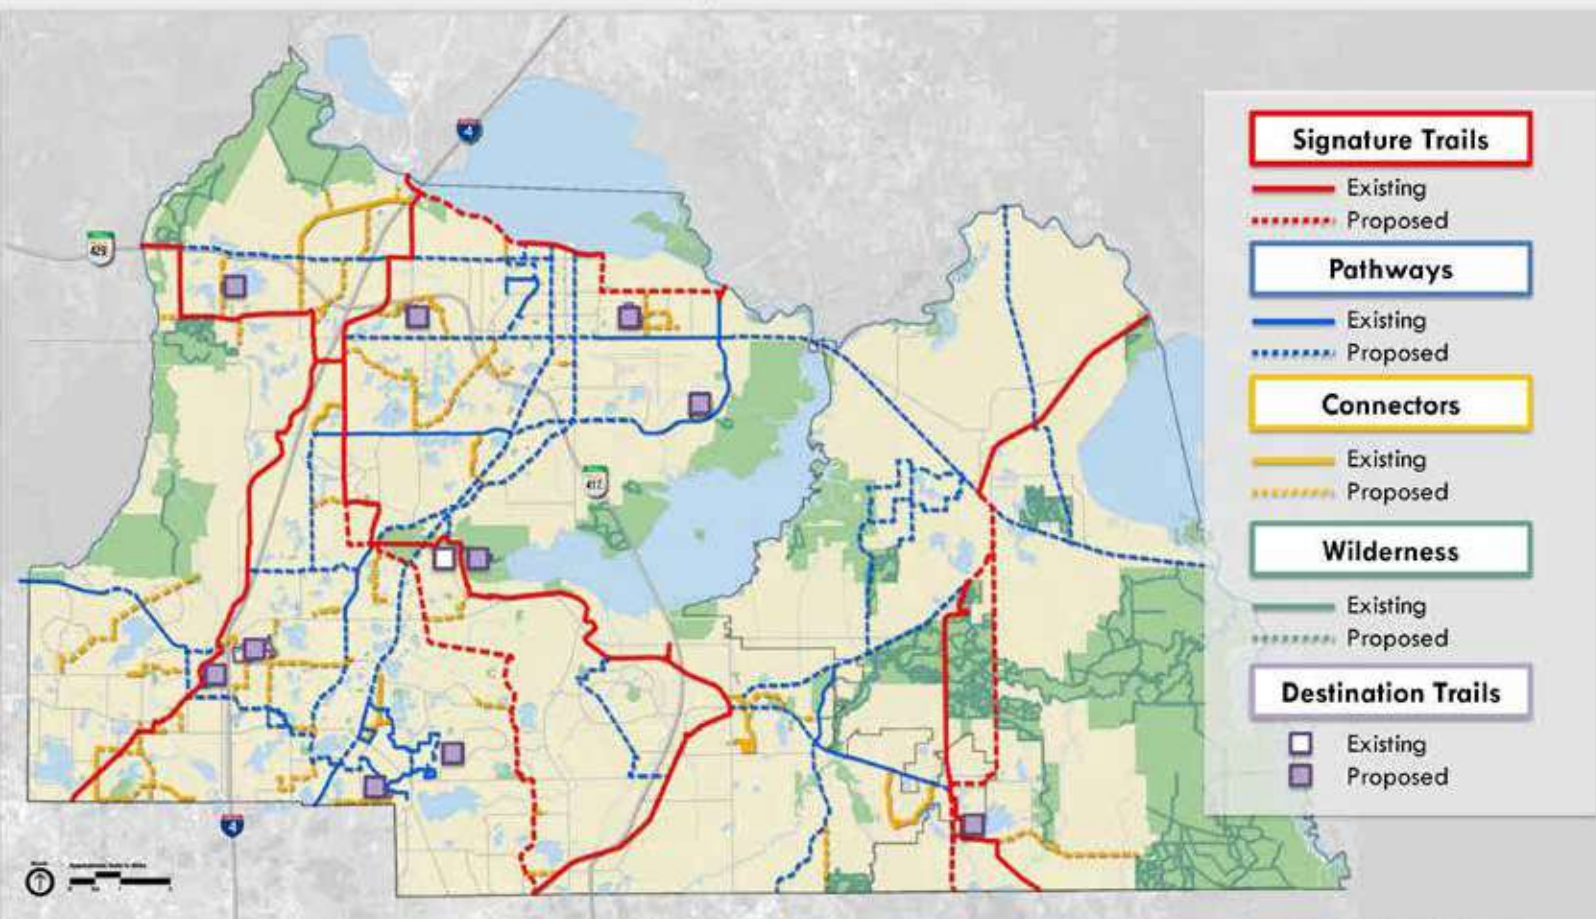 4
429
Signature Trails
Existing
Proposed
Pathways
Existing
Proposed
Connectors
Existing
Proposed
417
Wilderness
Existing
Proposed
Destination Trails
Existing
Proposed
4